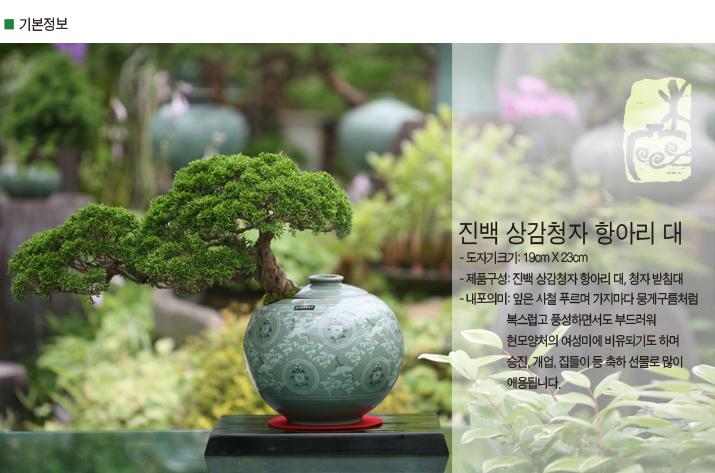 기본정보
진백 상감청자 항아리 대
- 도자기크기: 19cm X 23cm
- 제품구성: 진백 상감청자 항아리 대, 청자 받침대
- 내포의미: 잎은 사철 푸르며 가지마다 뭉게구름처럼
복스럽고 풍성하면서도 부드러워
현모양처의 여성미에 비유되기도 하며
승진, 개업, 집들이 등 축하 선물로 많이
애용됩니다.